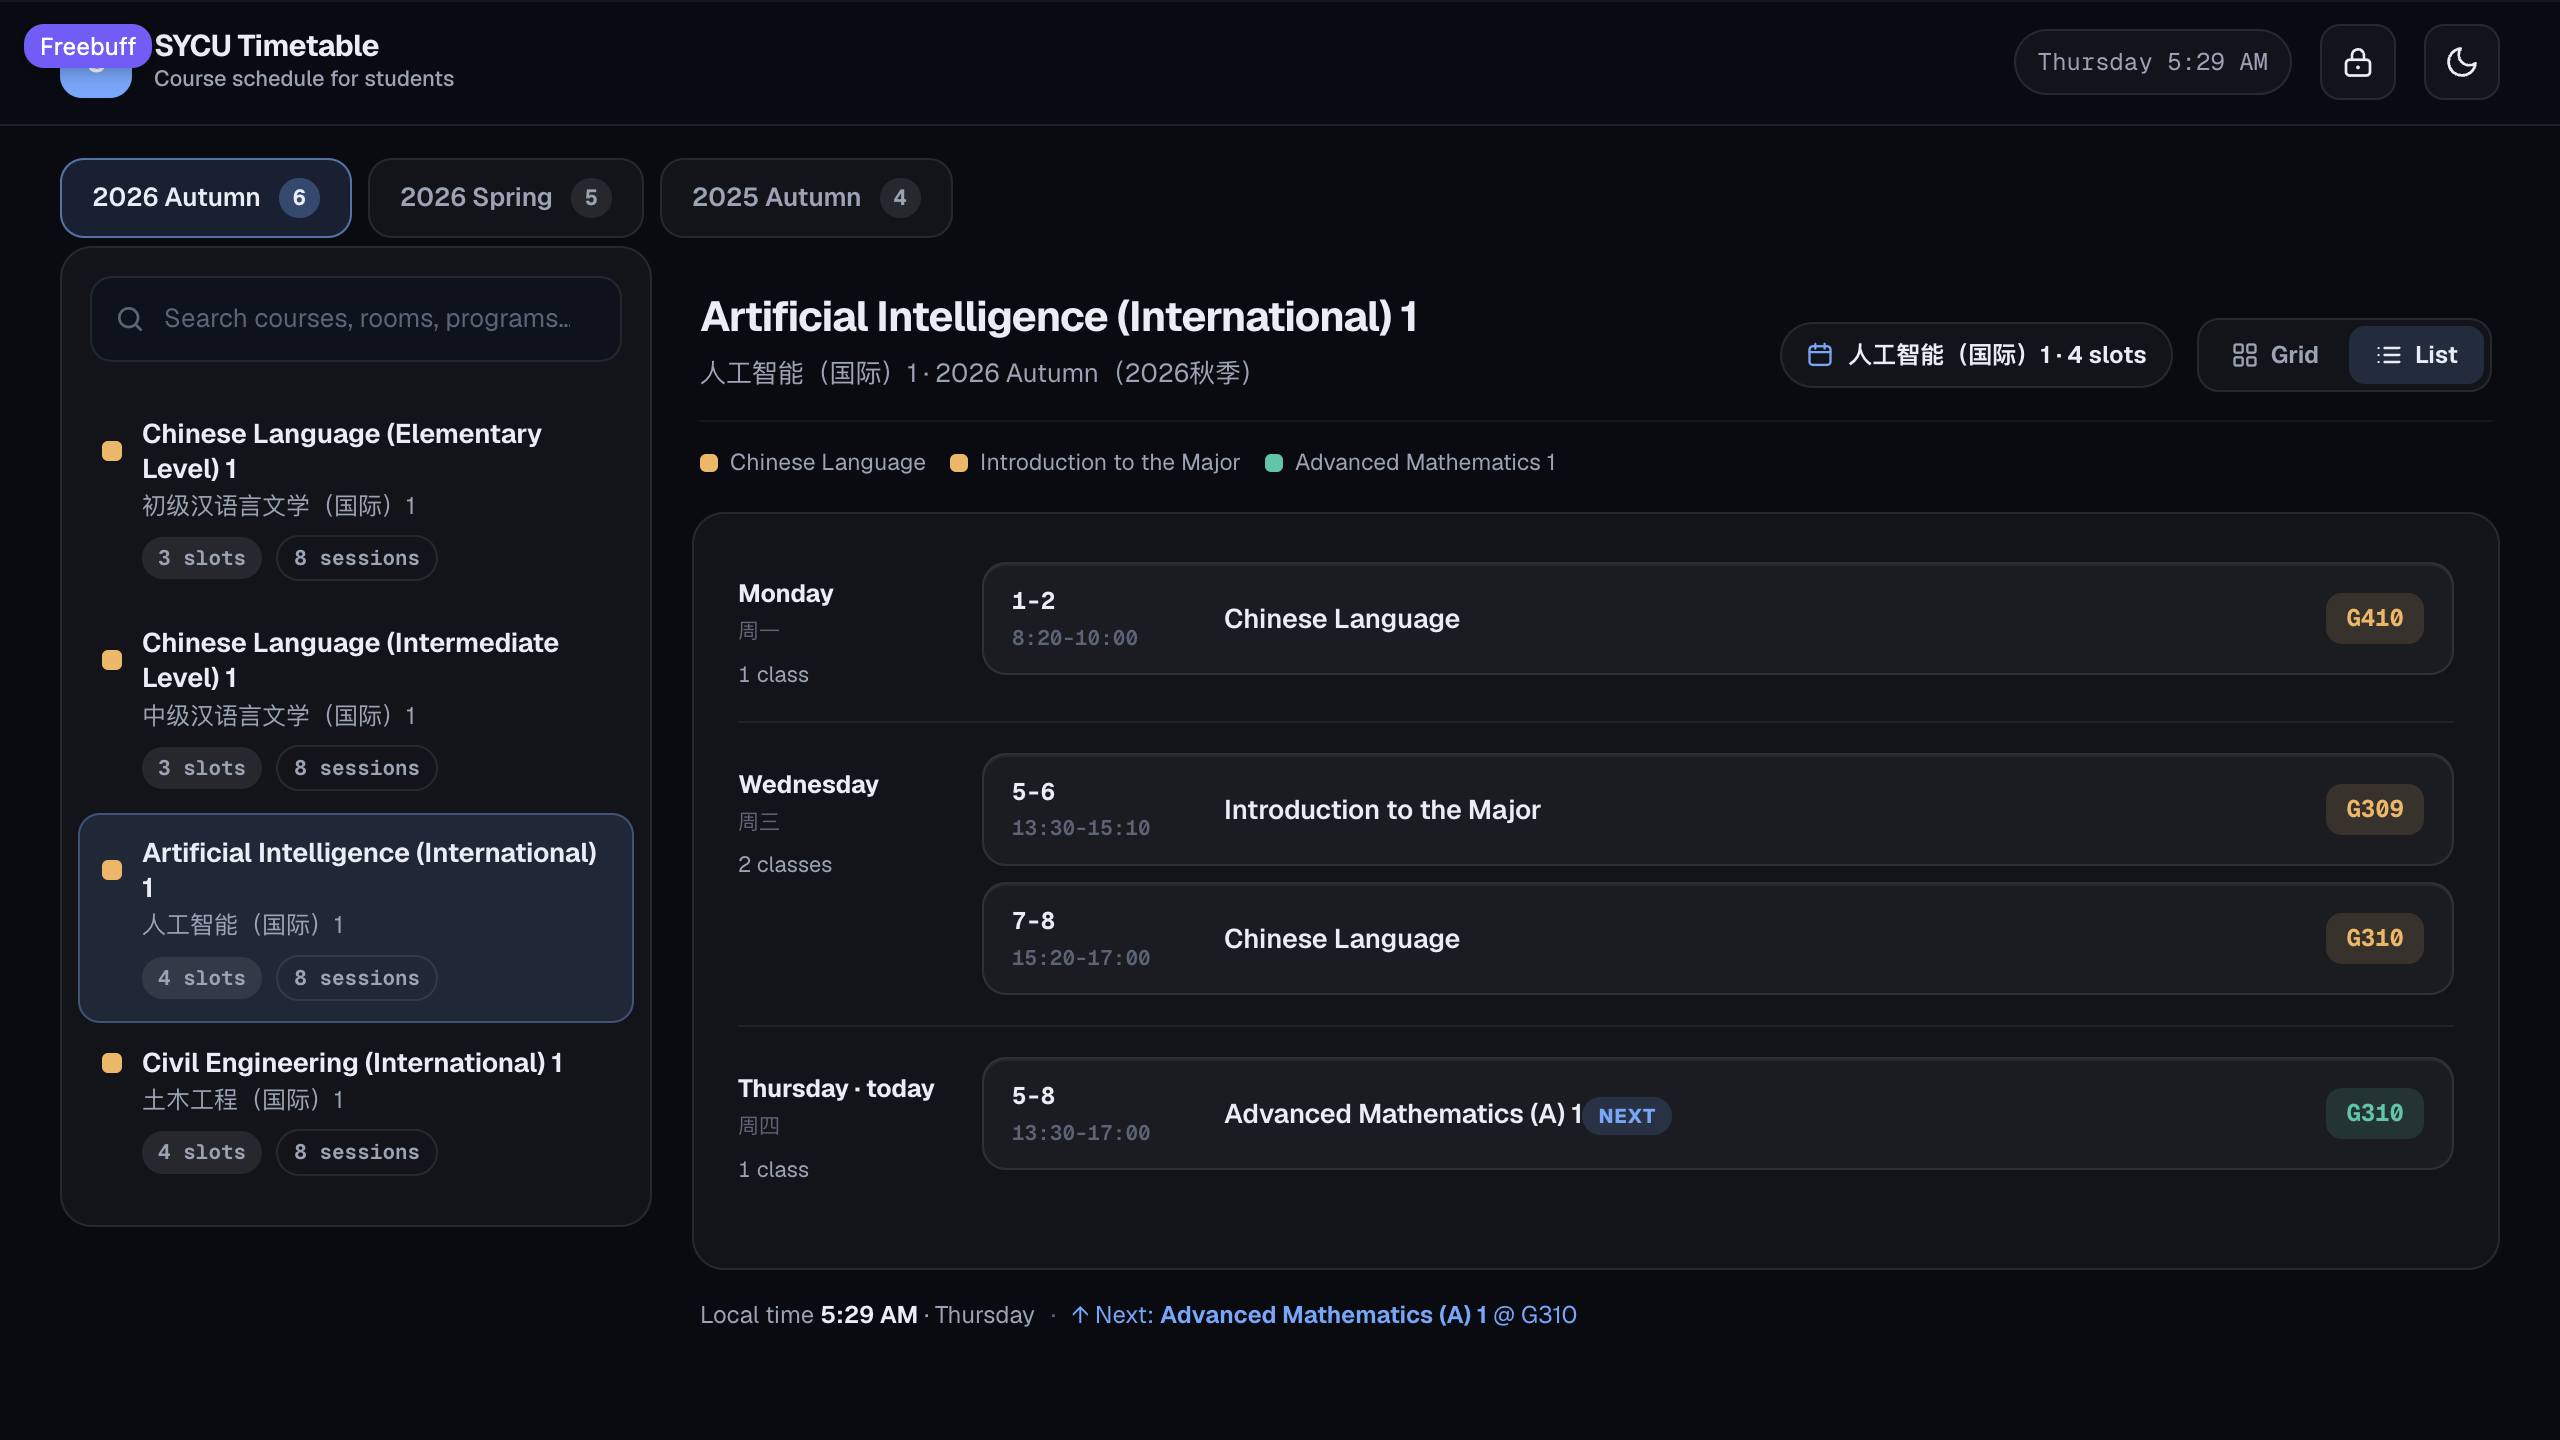 Freebuff
SYCU Timetable
Course schedule for students
Thursday 5:29 AM
2026 Autumn 6
2026 Spring 5
2025 Autumn 4
Search courses, rooms, programs...
Chinese Language (Elementary
Level) 1
初级汉语言文学（国际）1
3 slots
8 sessions
Chinese Language (Intermediate
Level) 1
中级汉语言文学（国际）1
3 slots
8 sessions
Artificial Intelligence (International)
1
人工智能（国际）1
4 slots
8 sessions
Civil Engineering (International) 1
土木工程（国际）1
4 slots
8 sessions
Artificial Intelligence (International) 1
人工智能（国际）1 · 2026 Autumn（2026秋季）
人工智能（国际）1 · 4 slots
Grid
List
Chinese Language
Introduction to the Major
Advanced Mathematics 1
Monday
周一
1 class
1-2
8:20-10:00
Chinese Language
G410
Wednesday
周三
2 classes
5-6
13:30-15:10
Introduction to the Major
G309
7-8
15:20-17:00
Chinese Language
G310
Thursday · today
周四
1 class
5-8
13:30-17:00
Advanced Mathematics (A) 1 NEXT
G310
Local time 5:29 AM · Thursday · ↑ Next: Advanced Mathematics (A) 1 @ G310